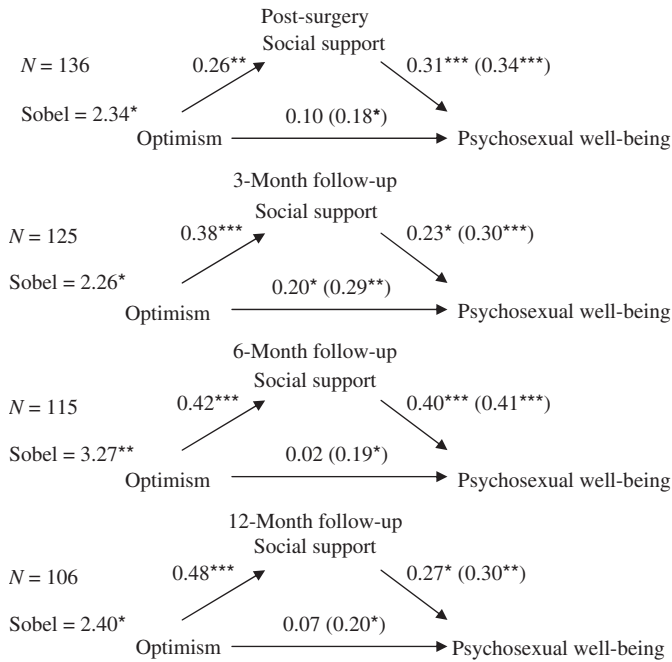 Post-surgery
Social support
N = 136
0.26**
0.31*** (0.34***)
Sobel = 2.34*
0.10 (0.18*)
Optimism
Psychosexual well-being
3-Month follow-up
Social support
N = 125
0.38***
0.23* (0.30***)
Sobel = 2.26*
0.20* (0.29**)
Optimism
Psychosexual well-being
6-Month follow-up
Social support
N = 115
0.42***
0.40*** (0.41***)
Sobel = 3.27**
0.02 (0.19*)
Optimism
Psychosexual well-being
12-Month follow-up
Social support
N = 106
0.48***
0.27* (0.30**)
Sobel = 2.40*
0.07 (0.20*)
Optimism
Psychosexual well-being